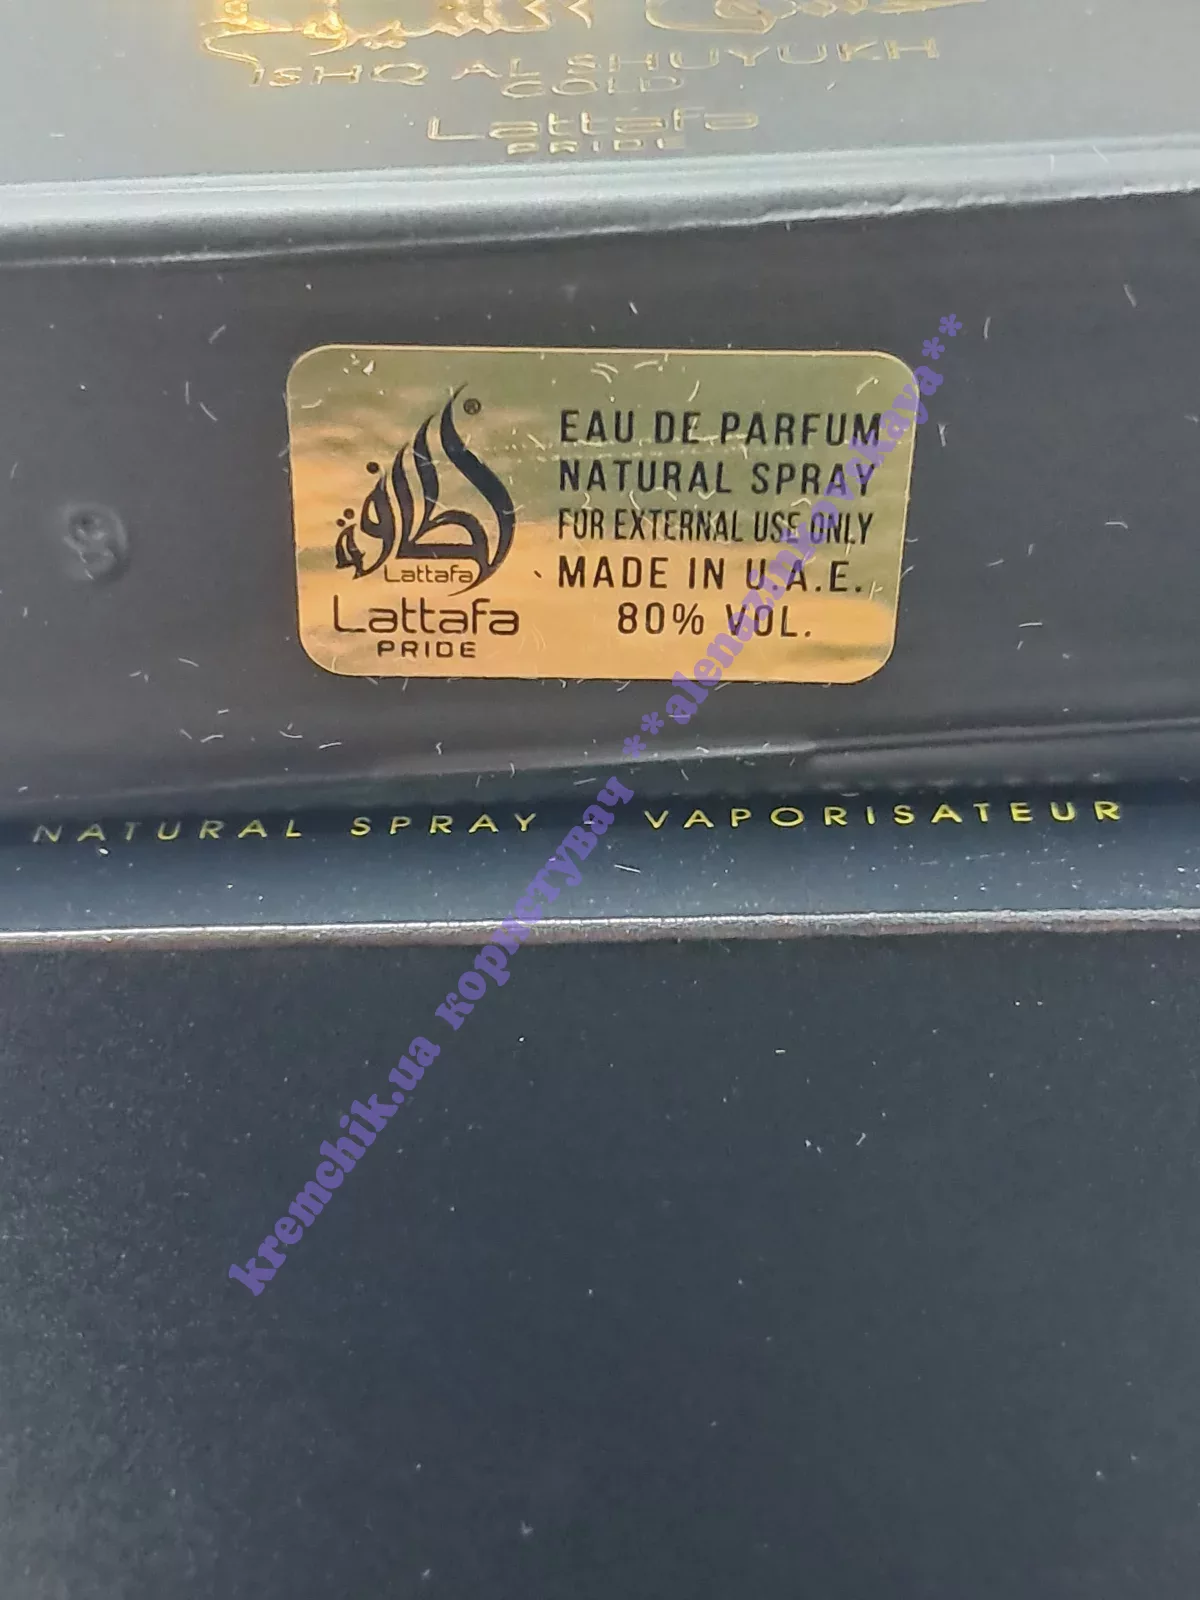 ISHQ AL SHUYUKH
GOLD
Lattafa
PRIDE
لطافة
®
Lattafa
Lattafa
PRIDE
EAU DE PARFUM
NATURAL SPRAY
FOR EXTERNAL USE ONLY
MADE IN U.A.E.
80% VOL.
NATURAL SPRAY - VAPORISATEUR
kremchik.ua користувач **alenazinkovskaya**